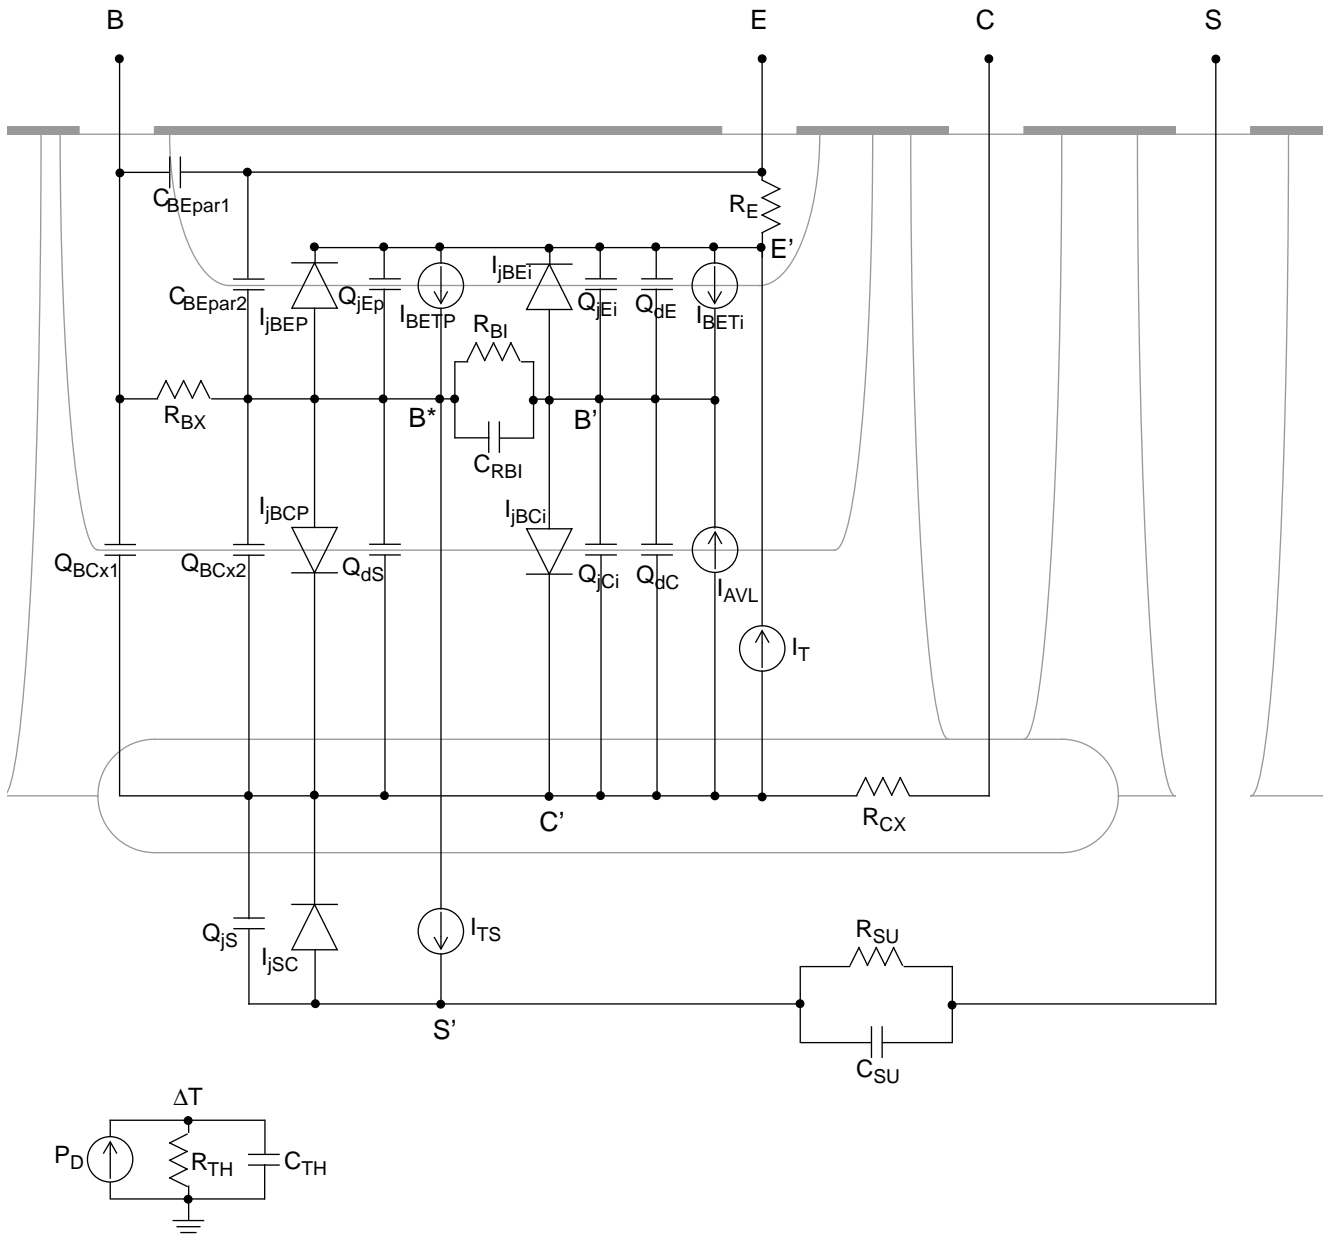 B E C S
C_BEpar1
R_E
E’
I_jBEi
C_BEpar2 I_jBEP Q_jEp I_BETP Q_jEi Q_dE I_BETi
R_BI
R_BX B* B’
C_RBI
I_jBCP I_jBCi
Q_BCx1 Q_BCx2 Q_dS Q_jCi Q_dC I_AVL
I_T
C’ R_CX
Q_jS I_jSC I_TS R_SU
S’
C_SU
ΔT
P_D R_TH C_TH